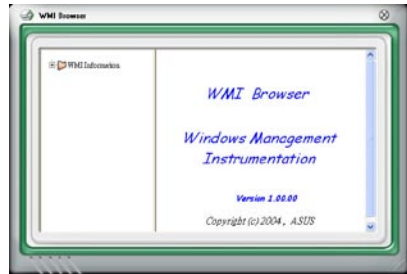 WMI Browser
WMI Information
WMI Browser
Windows Management
Instrumentation
Version 1.00.00
Copyright (c) 2004, ASUS